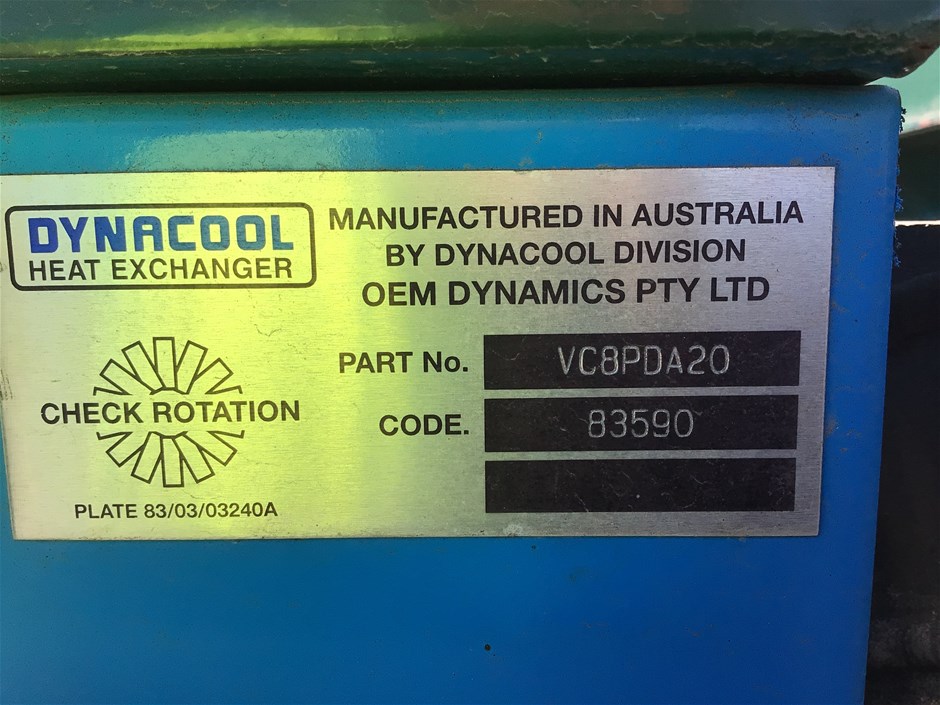 DYNACOOL
HEAT EXCHANGER
MANUFACTURED IN AUSTRALIA
BY DYNACOOL DIVISION
OEM DYNAMICS PTY LTD
PART No. VC8PDA20
CODE. 83590
CHECK ROTATION
PLATE 83/03/03240A